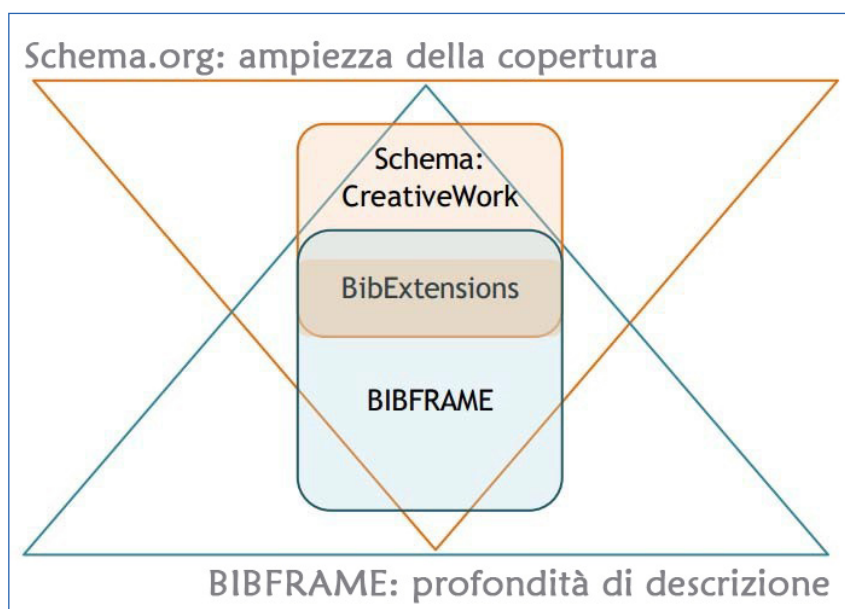 Schema.org: ampiezza della copertura
Schema:
CreativeWork
BibExtensions
BIBFRAME
BIBFRAME: profondità di descrizione